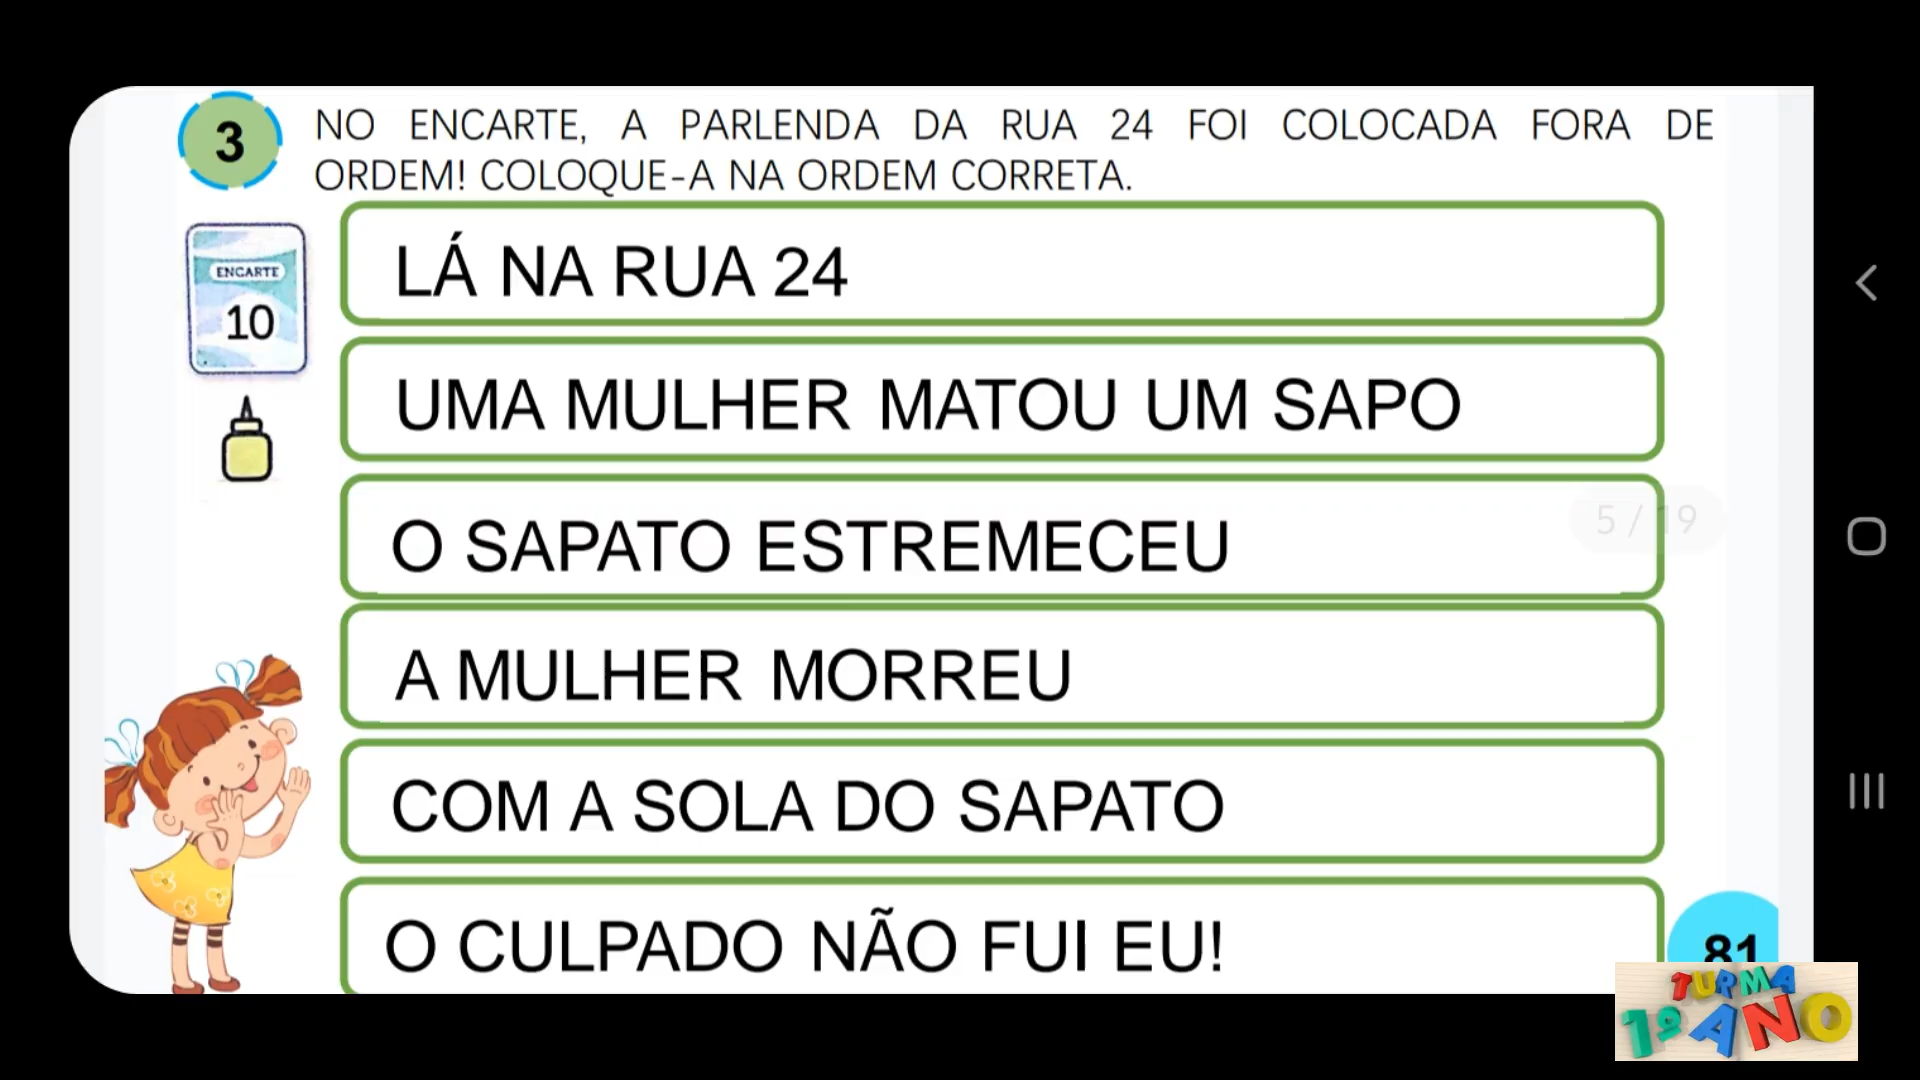 3
NO ENCARTE, A PARLENDA DA RUA 24 FOI COLOCADA FORA DE
ORDEM! COLOQUE-A NA ORDEM CORRETA.
ENCARTE
10
LÁ NA RUA 24
UMA MULHER MATOU UM SAPO
O SAPATO ESTREMECEU
5 / 19
A MULHER MORREU
COM A SOLA DO SAPATO
O CULPADO NÃO FUI EU!
81
TURMA
1º ANO